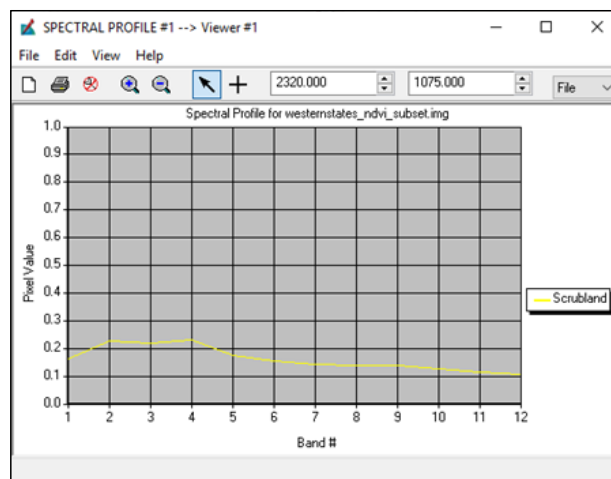 SPECTRAL PROFILE #1 --> Viewer #1
File Edit View Help
2320.000 1075.000 File
Spectral Profile for westernstates_ndvi_subset.img
1.0
0.9
0.8
0.7
0.6
0.5
0.4
0.3
0.2
0.1
0.0
Pixel Value
Scrubland
1 2 3 4 5 6 7 8 9 10 11 12
Band #